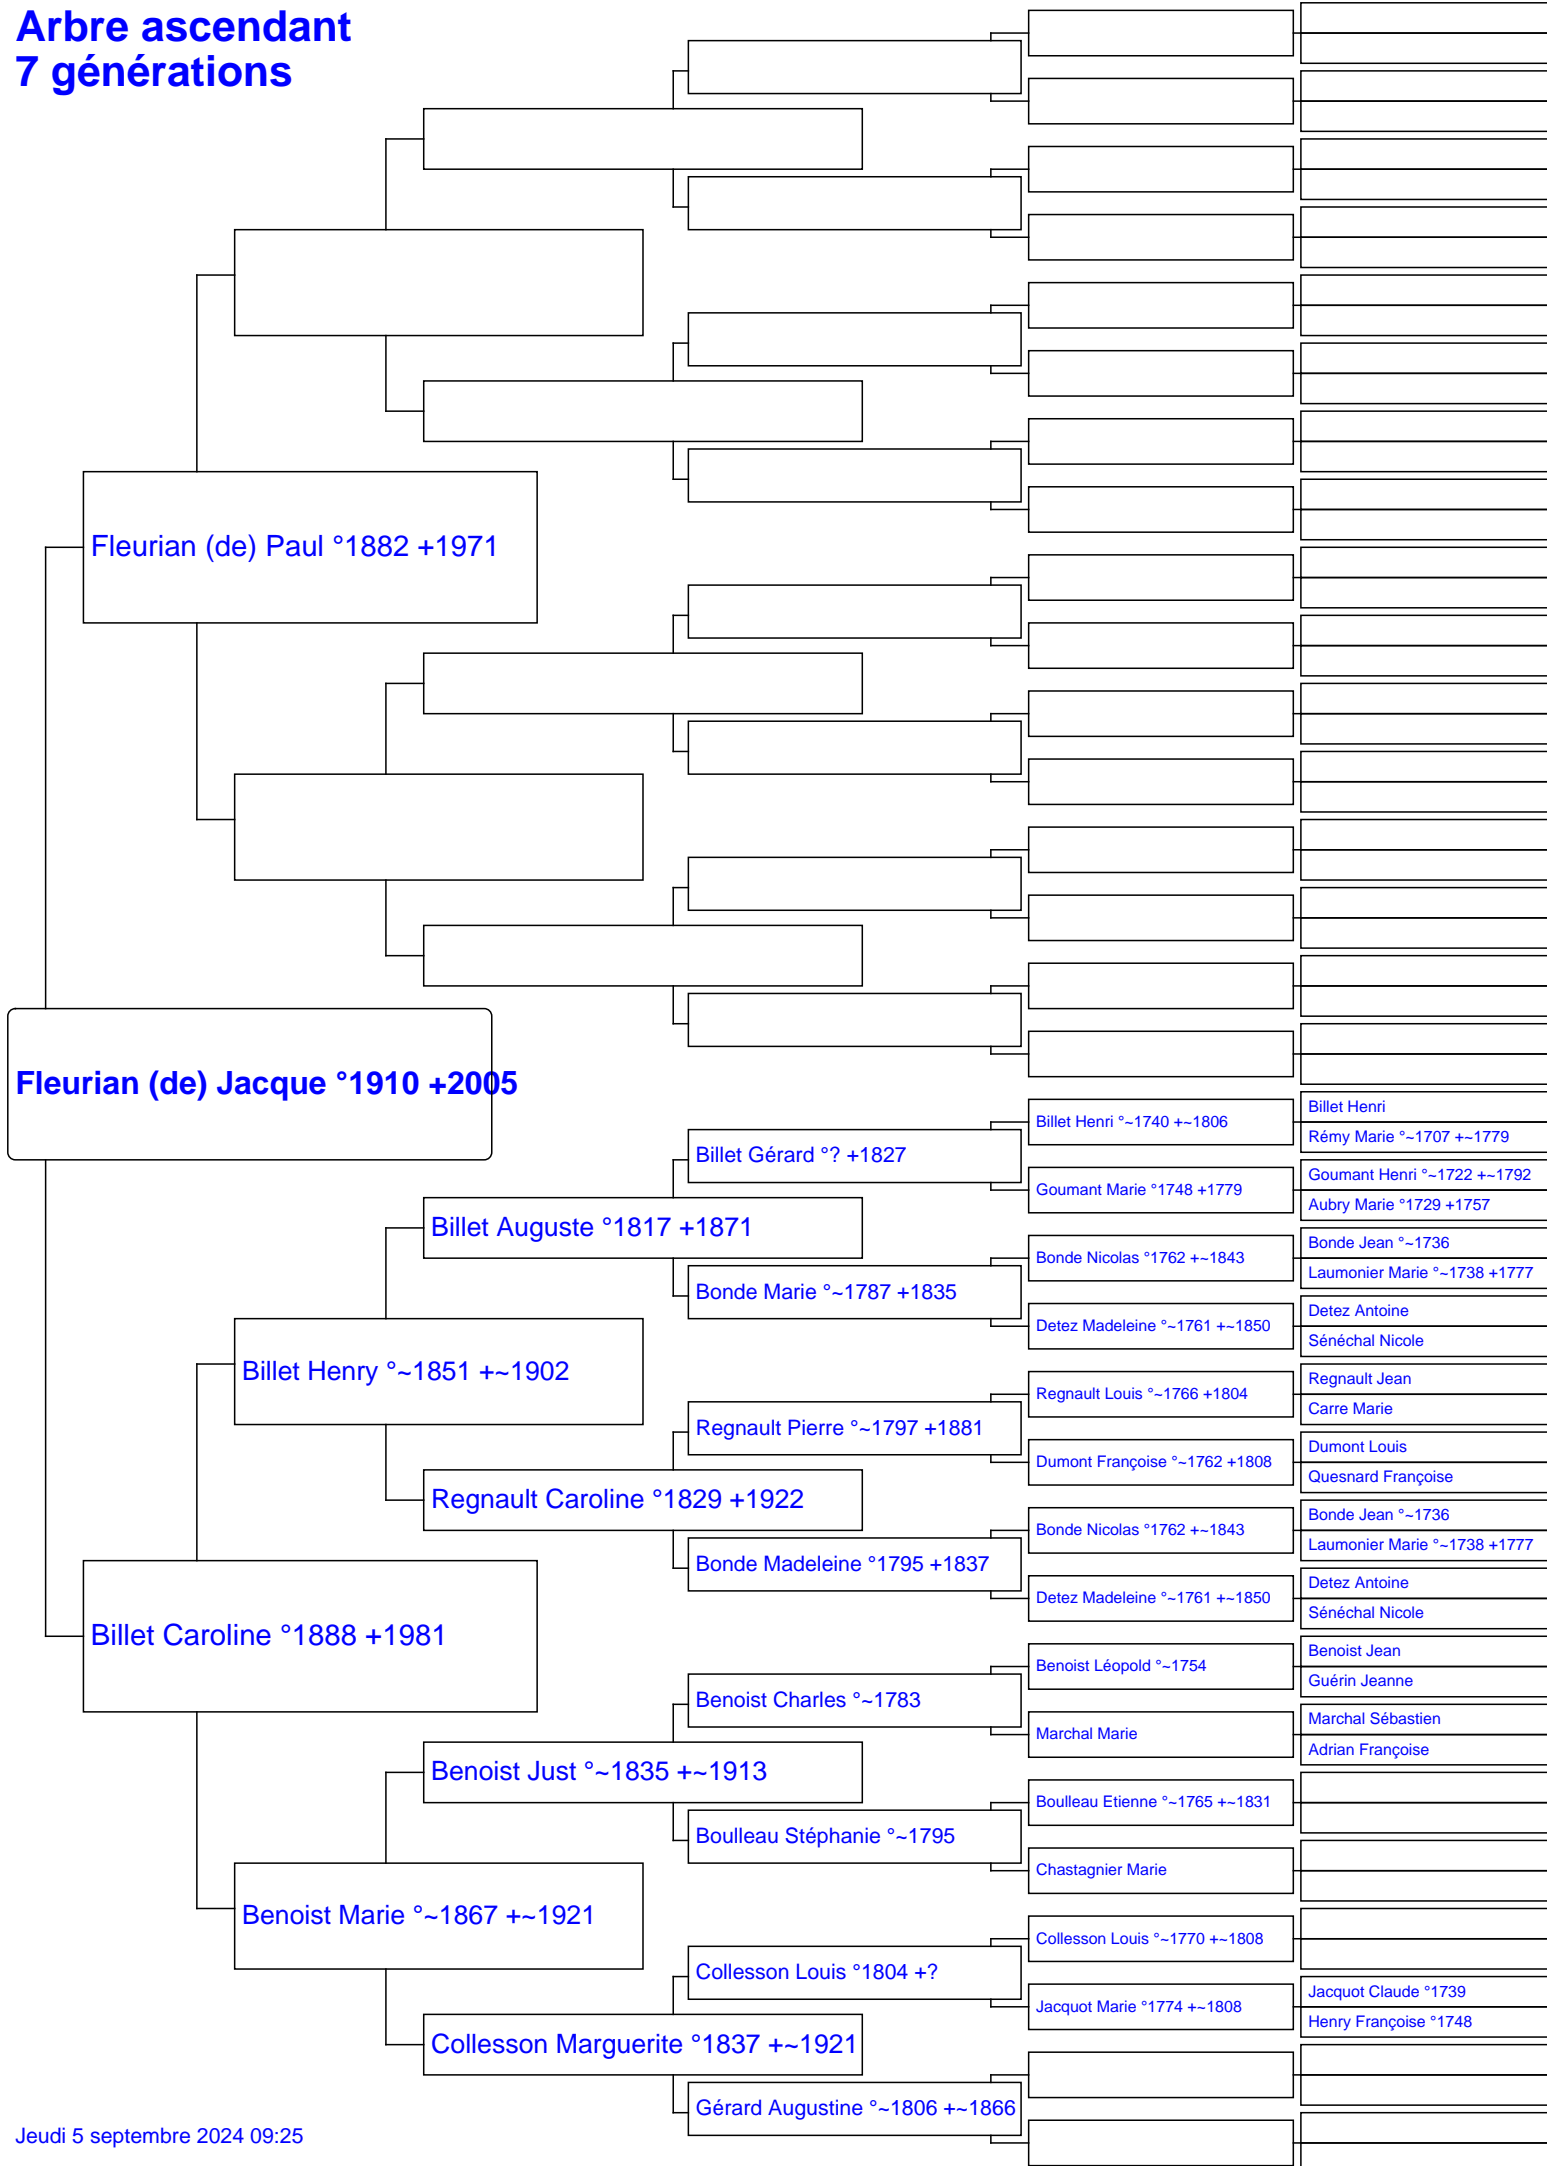 Arbre ascendant
7 générations
Fleurian (de) Paul °1882 +1971
Fleurian (de) Jacque °1910 +2005
Billet Henri
Billet Henri °~1740 +~1806
Rémy Marie °~1707 +~1779
Billet Gérard °? +1827
Goumant Henri °~1722 +~1792
Goumant Marie °1748 +1779
Aubry Marie °1729 +1757
Billet Auguste °1817 +1871
Bonde Jean °~1736
Bonde Nicolas °1762 +~1843
Laumonier Marie °~1738 +1777
Bonde Marie °~1787 +1835
Detez Antoine
Detez Madeleine °~1761 +~1850
Sénéchal Nicole
Billet Henry °~1851 +~1902
Regnault Jean
Regnault Louis °~1766 +1804
Carre Marie
Regnault Pierre °~1797 +1881
Dumont Louis
Dumont Françoise °~1762 +1808
Quesnard Françoise
Regnault Caroline °1829 +1922
Bonde Jean °~1736
Bonde Nicolas °1762 +~1843
Laumonier Marie °~1738 +1777
Bonde Madeleine °1795 +1837
Detez Antoine
Detez Madeleine °~1761 +~1850
Sénéchal Nicole
Billet Caroline °1888 +1981
Benoist Jean
Benoist Léopold °~1754
Guérin Jeanne
Benoist Charles °~1783
Marchal Sébastien
Marchal Marie
Adrian Françoise
Benoist Just °~1835 +~1913
Boulleau Etienne °~1765 +~1831
Boulleau Stéphanie °~1795
Chastagnier Marie
Benoist Marie °~1867 +~1921
Collesson Louis °~1770 +~1808
Collesson Louis °1804 +?
Jacquot Claude °1739
Jacquot Marie °1774 +~1808
Henry Françoise °1748
Collesson Marguerite °1837 +~1921
Gérard Augustine °~1806 +~1866
Jeudi 5 septembre 2024 09:25